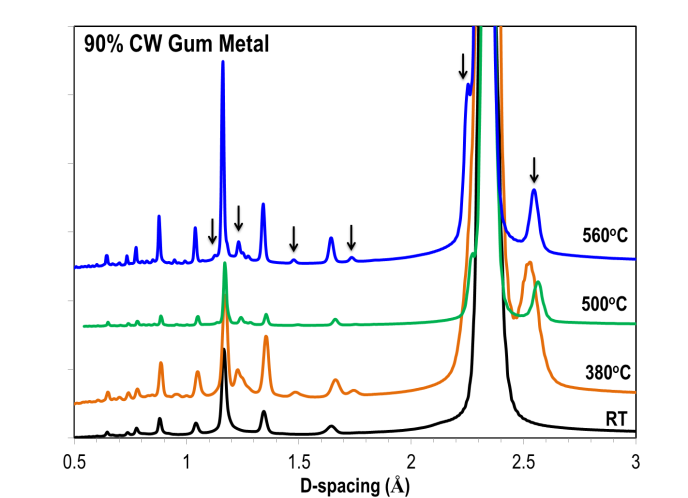 90% CW Gum Metal
560°C
500°C
380°C
RT
0.5 1 1.5 2 2.5 3
D-spacing (Å)